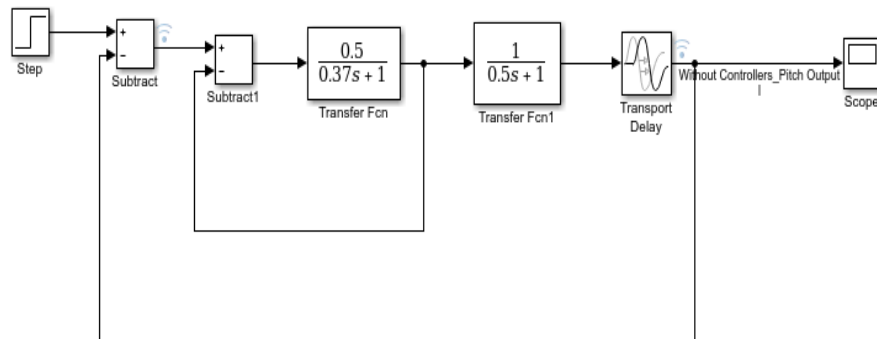 Step
+
−
Subtract
+
−
Subtract1
0.5
0.37s + 1
Transfer Fcn
1
0.5s + 1
Transfer Fcn1
Transport
Delay
Without Controllers_Pitch Output
l
Scope